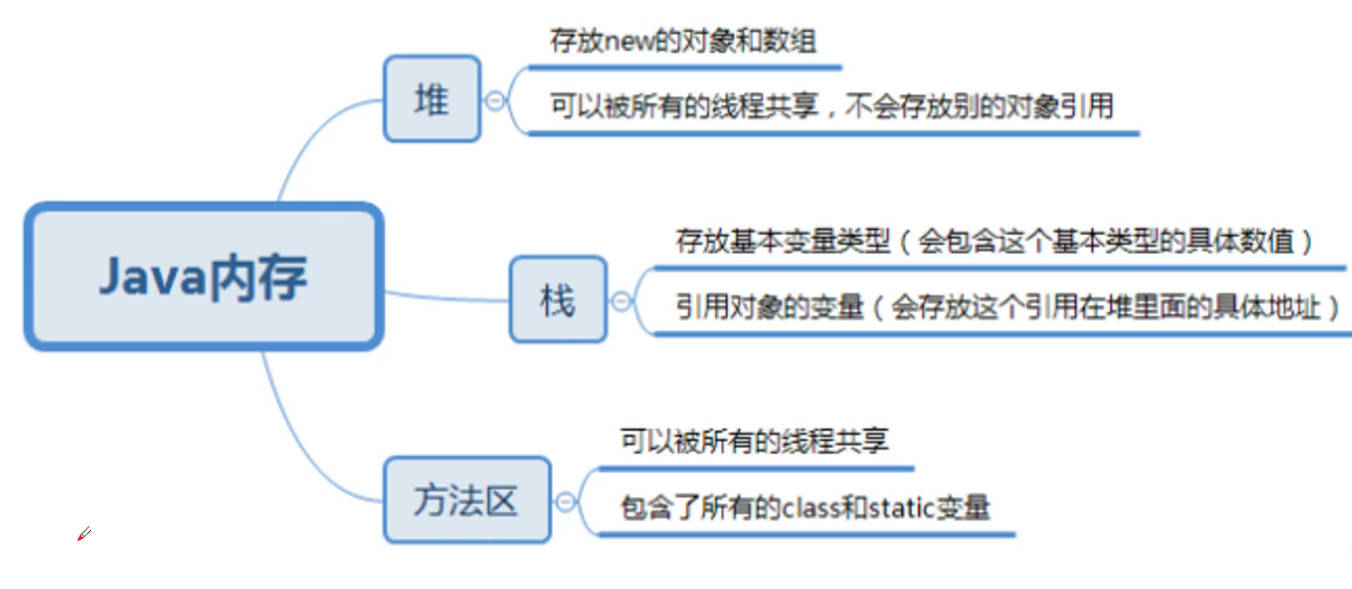 存放new的对象和数组
堆
可以被所有的线程共享，不会存放别的对象引用
存放基本变量类型（会包含这个基本类型的具体数值）
Java内存
栈
引用对象的变量（会存放这个引用在堆里面的具体地址）
可以被所有的线程共享
方法区
包含了所有的class和static变量